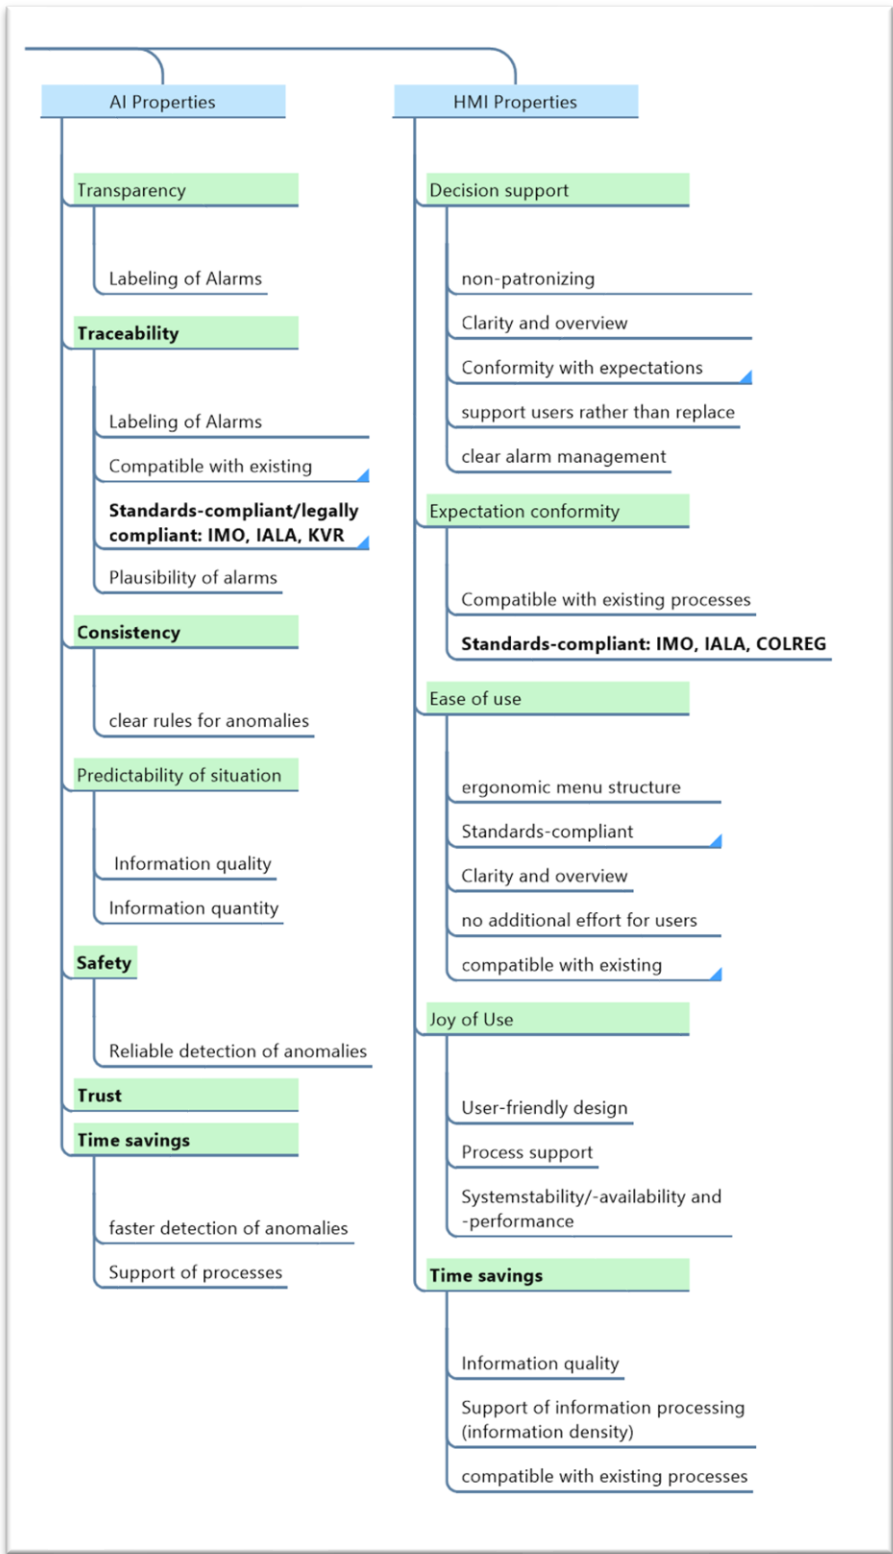 AI Properties
Transparency
Labeling of Alarms
Traceability
Labeling of Alarms
Compatible with existing
Standards-compliant/legally
compliant: IMO, IALA, KVR
Plausibility of alarms
Consistency
clear rules for anomalies
Predictability of situation
Information quality
Information quantity
Safety
Reliable detection of anomalies
Trust
Time savings
faster detection of anomalies
Support of processes
HMI Properties
Decision support
non-patronizing
Clarity and overview
Conformity with expectations
support users rather than replace
clear alarm management
Expectation conformity
Compatible with existing processes
Standards-compliant: IMO, IALA, COLREG
Ease of use
ergonomic menu structure
Standards-compliant
Clarity and overview
no additional effort for users
compatible with existing
Joy of Use
User-friendly design
Process support
Systemstability/-availability and
-performance
Time savings
Information quality
Support of information processing
(information density)
compatible with existing processes